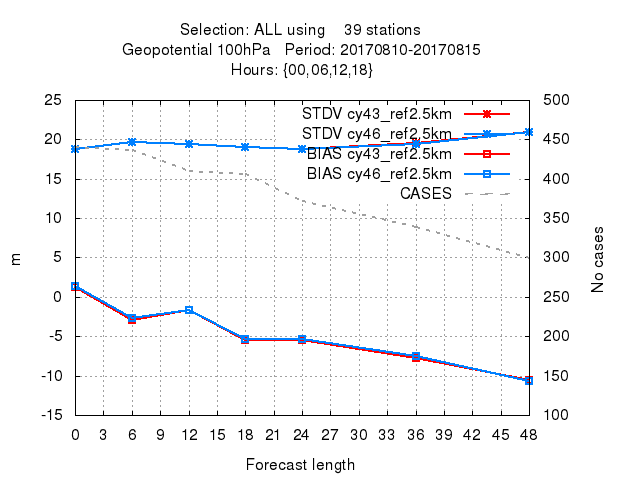 Selection: ALL using    39 stations
Geopotential 100hPa   Period: 20170810-20170815
Hours: {00,06,12,18}
25 500
STDV cy43_ref2.5km
20 450
STDV cy46_ref2.5km
BIAS cy43_ref2.5km
15 400
BIAS cy46_ref2.5km
CASES
10 350
5 300
m
No cases
0 250
-5 200
-10 150
-15 100
0 3 6 9 12 15 18 21 24 27 30 33 36 39 42 45 48
Forecast length